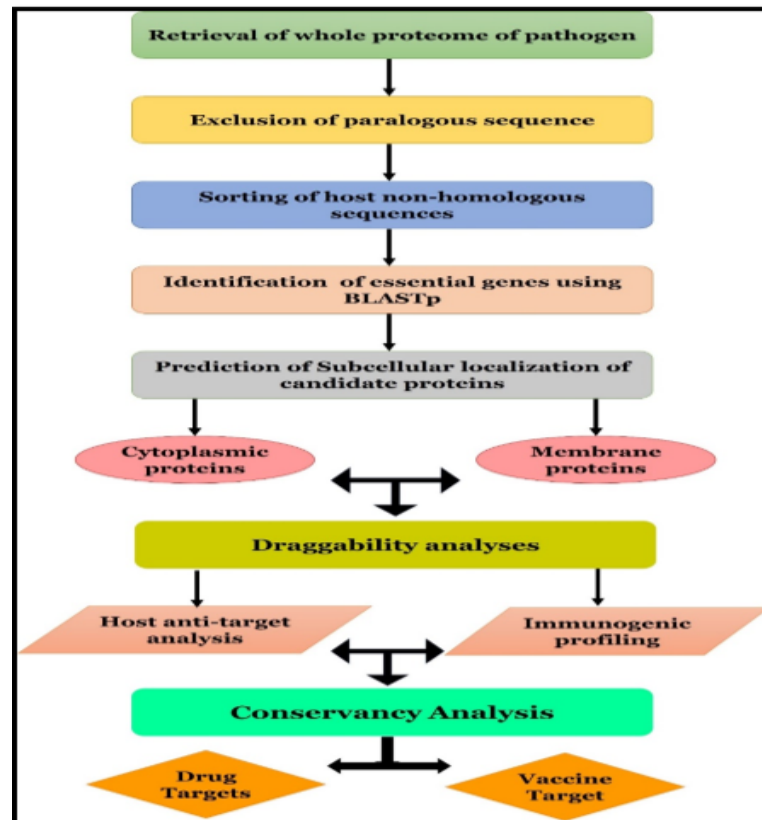 Retrieval of whole proteome of pathogen
Exclusion of paralogous sequence
Sorting of host non-homologous
sequences
Identification of essential genes using
BLASTp
Prediction of Subcellular localization of
candidate proteins
Cytoplasmic
proteins
Membrane
proteins
Draggability analyses
Host anti-target
analysis
Immunogenic
profiling
Conservancy Analysis
Drug
Targets
Vaccine
Target